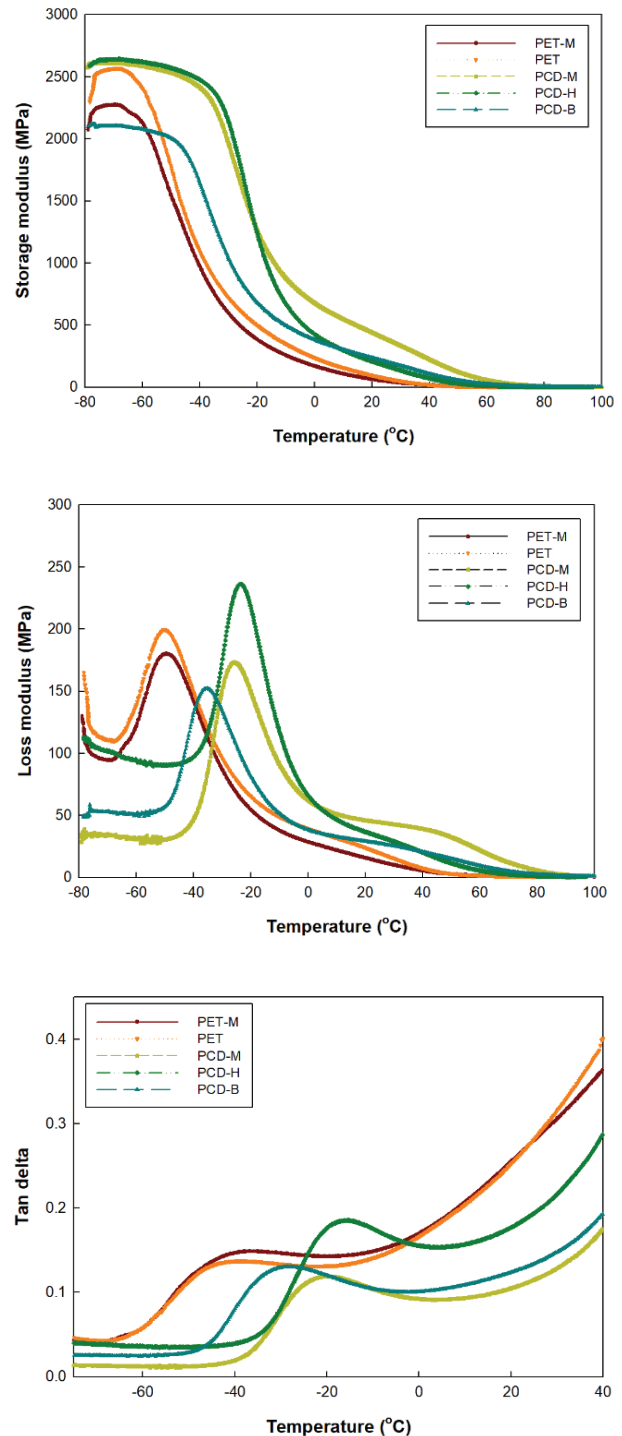 3000
2500
2000
1500
1000
500
0
Storage modulus (MPa)
PET-M
PET
PCD-M
PCD-H
PCD-B
-80 -60 -40 -20 0 20 40 60 80 100
Temperature (°C)
300
250
200
150
100
50
0
Loss modulus (MPa)
PET-M
PET
PCD-M
PCD-H
PCD-B
-80 -60 -40 -20 0 20 40 60 80 100
Temperature (°C)
0.4
0.3
0.2
0.1
0.0
Tan delta
PET-M
PET
PCD-M
PCD-H
PCD-B
-60 -40 -20 0 20 40
Temperature (°C)